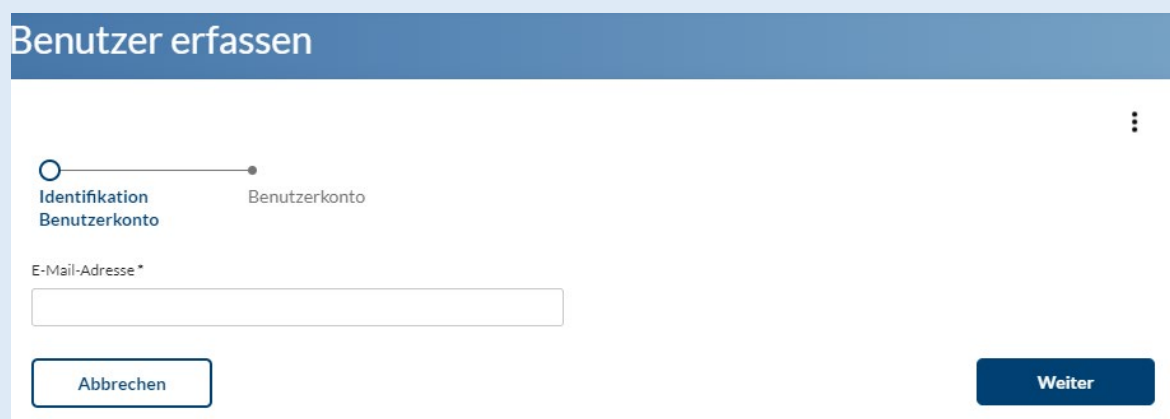 Benutzer erfassen
Identifikation Benutzerkonto
Benutzerkonto
E-Mail-Adresse *
Abbrechen
Weiter